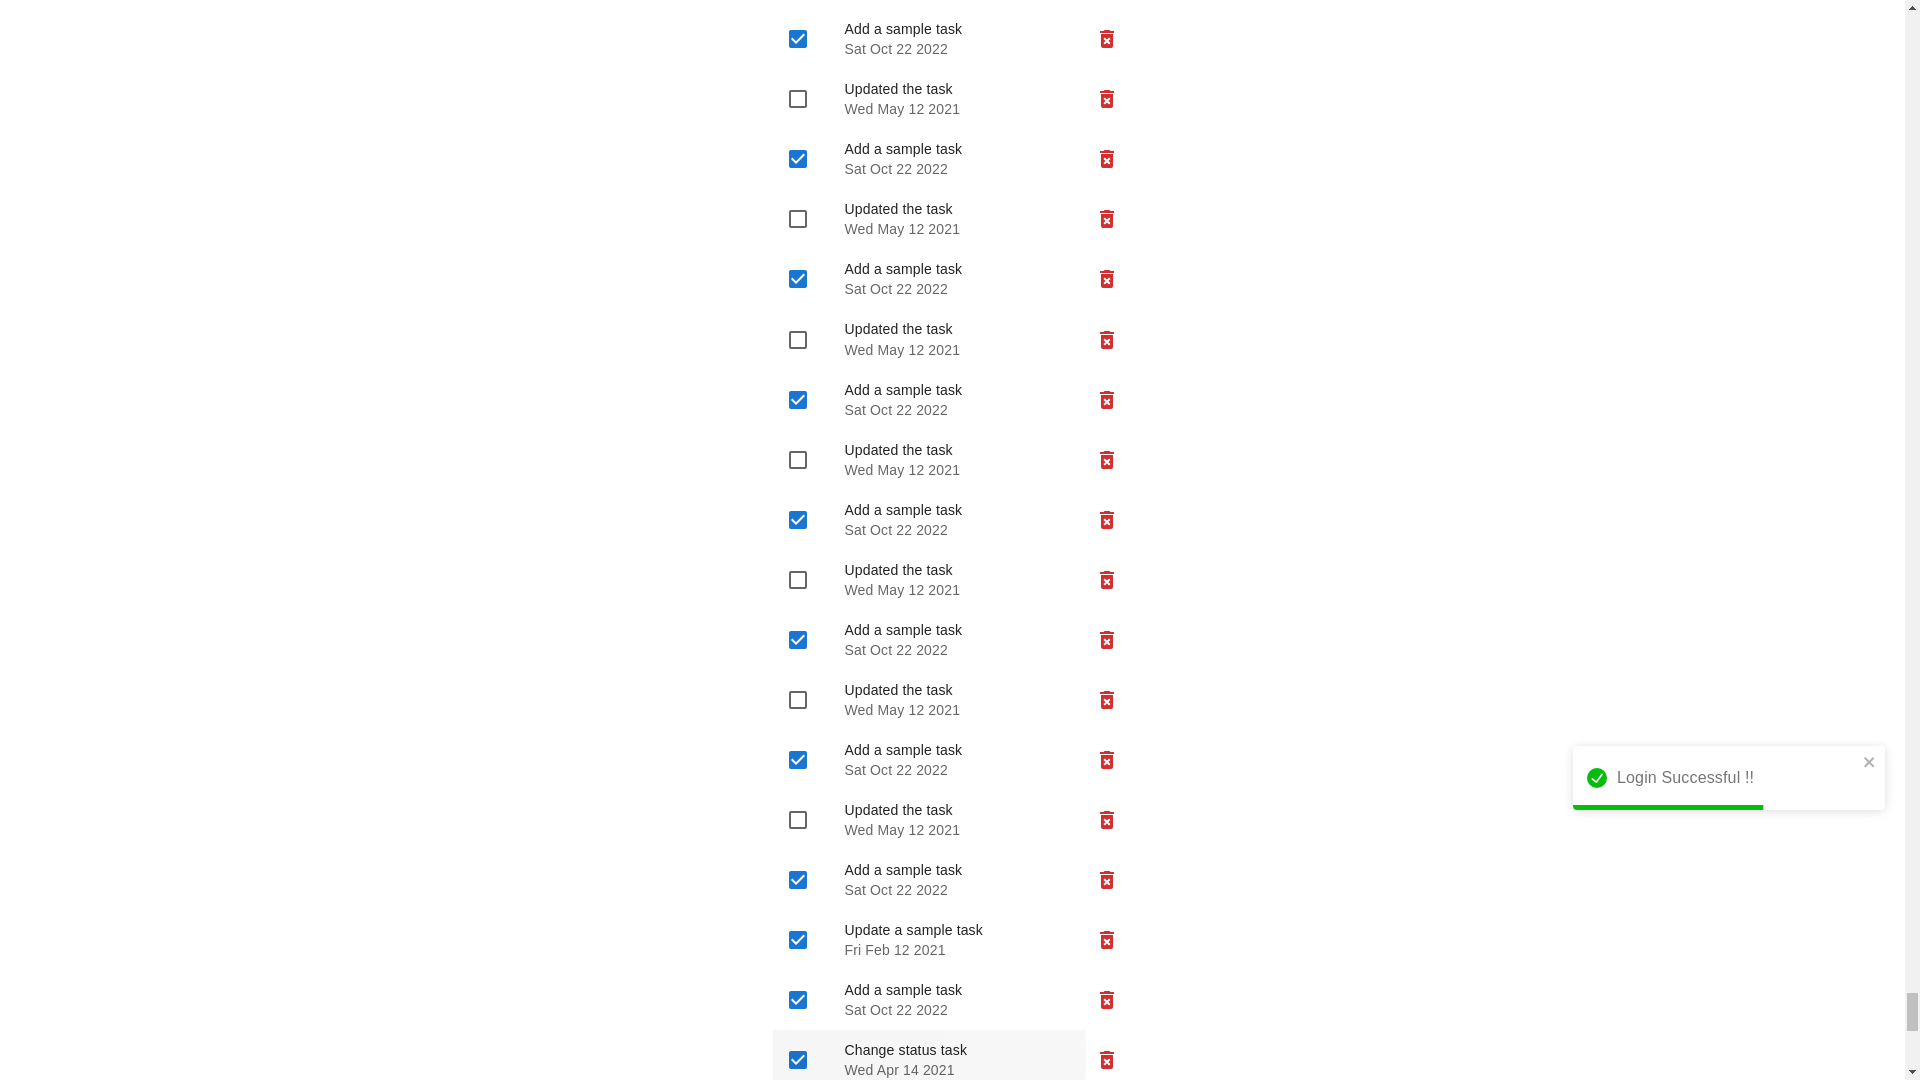 Add a sample task
Sat Oct 22 2022
Updated the task
Wed May 12 2021
Add a sample task
Sat Oct 22 2022
Updated the task
Wed May 12 2021
Add a sample task
Sat Oct 22 2022
Updated the task
Wed May 12 2021
Add a sample task
Sat Oct 22 2022
Updated the task
Wed May 12 2021
Add a sample task
Sat Oct 22 2022
Updated the task
Wed May 12 2021
Add a sample task
Sat Oct 22 2022
Updated the task
Wed May 12 2021
Add a sample task
Sat Oct 22 2022
Login Successful !!
Updated the task
Wed May 12 2021
Add a sample task
Sat Oct 22 2022
Update a sample task
Fri Feb 12 2021
Add a sample task
Sat Oct 22 2022
Change status task
Wed Apr 14 2021